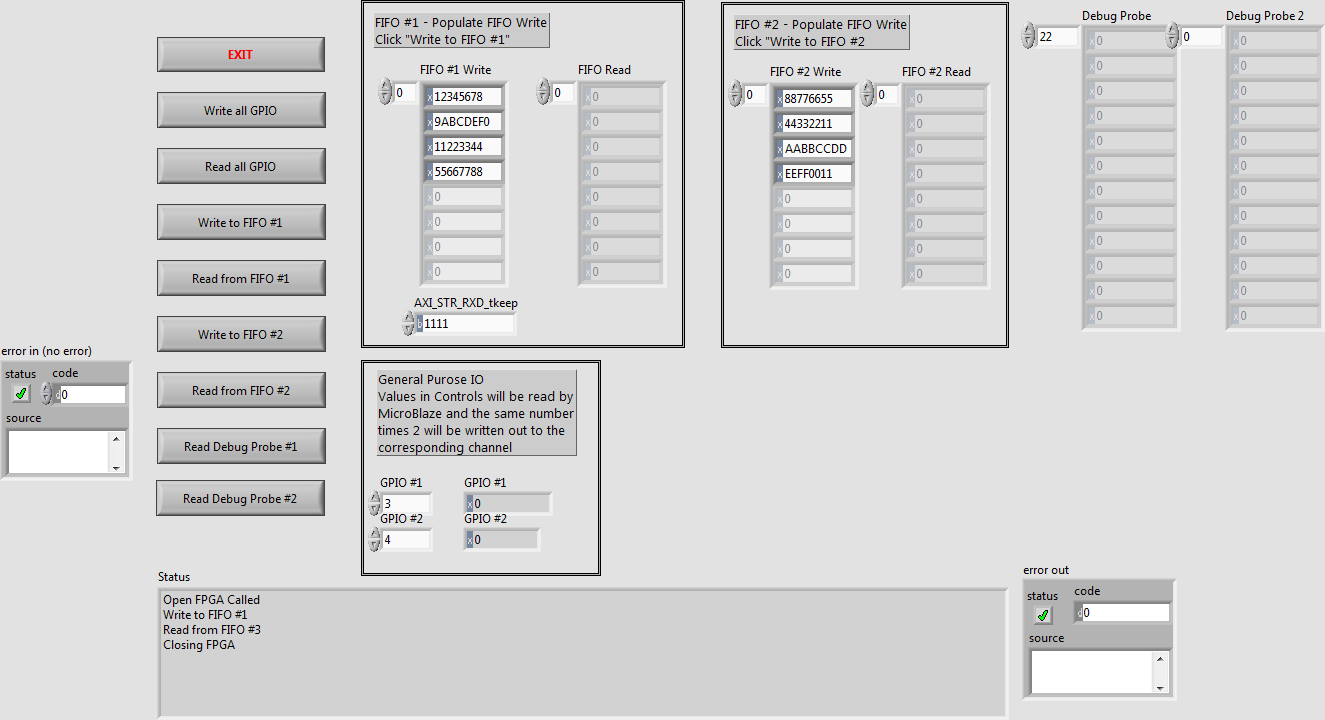 EXIT
Write all GPIO
Read all GPIO
Write to FIFO #1
Read from FIFO #1
Write to FIFO #2
Read from FIFO #2
Read Debug Probe #1
Read Debug Probe #2
error in (no error)
status code
0
source
FIFO #1 - Populate FIFO Write
Click "Write to FIFO #1"
FIFO #1 Write
0
x 12345678
x 9ABCDEF0
x 11223344
x 55667788
x 0
x 0
x 0
x 0
FIFO Read
0
x 0
x 0
x 0
x 0
x 0
x 0
x 0
x 0
AXI_STR_RXD_tkeep
b 1111
FIFO #2 - Populate FIFO Write
Click "Write to FIFO #2
FIFO #2 Write
0
x 88776655
x 44332211
x AABBCCDD
x EEFF0011
x 0
x 0
x 0
x 0
FIFO #2 Read
0
x 0
x 0
x 0
x 0
x 0
x 0
x 0
x 0
Debug Probe
22
x 0
x 0
x 0
x 0
x 0
x 0
x 0
x 0
x 0
x 0
x 0
x 0
Debug Probe 2
0
x 0
x 0
x 0
x 0
x 0
x 0
x 0
x 0
x 0
x 0
x 0
x 0
General Purose IO
Values in Controls will be read by
MicroBlaze and the same number
times 2 will be written out to the
corresponding channel
GPIO #1 GPIO #1
3 x 0
GPIO #2 GPIO #2
4 x 0
Status
Open FPGA Called
Write to FIFO #1
Read from FIFO #3
Closing FPGA
error out
status code
d 0
source